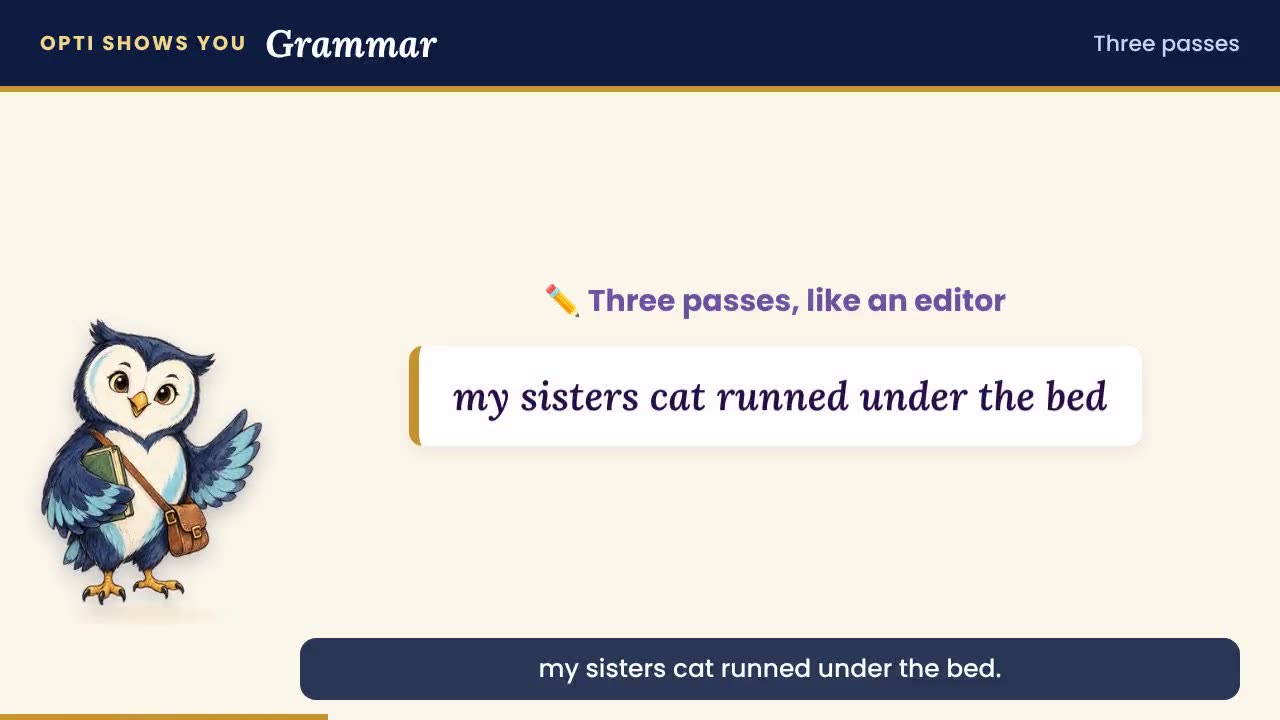 OPTI SHOWS YOU Grammar
Three passes
✏️ Three passes, like an editor
my sisters cat runned under the bed
my sisters cat runned under the bed.